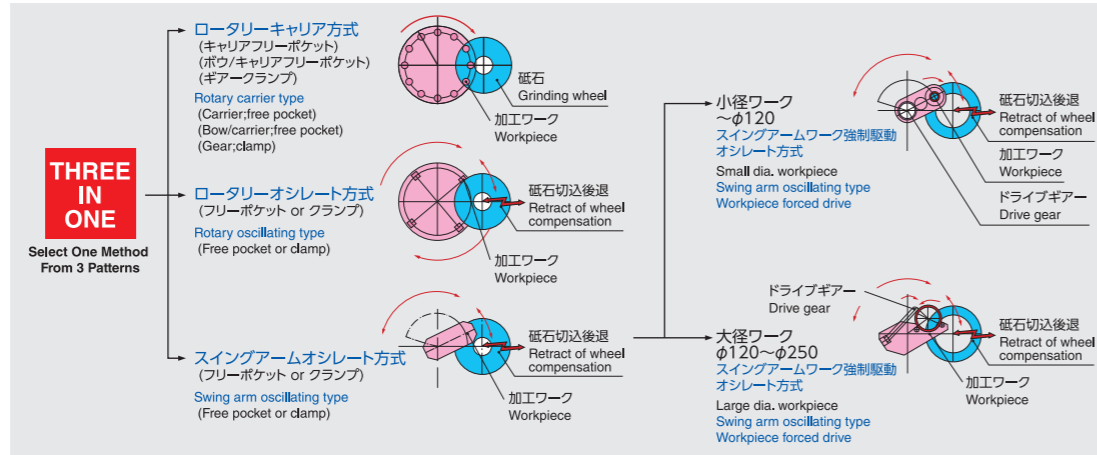 THREE
IN
ONE
Select One Method
From 3 Patterns
ロータリーキャリア方式
(キャリアフリーポケット)
(ボウ/キャリアフリーポケット)
(ギアークランプ)
Rotary carrier type
(Carrier;free pocket)
(Bow/carrier;free pocket)
(Gear;clamp)
砥石
Grinding wheel
加工ワーク
Workpiece
ロータリーオシレート方式
(フリーポケット or クランプ)
Rotary oscillating type
(Free pocket or clamp)
砥石切込後退
Retract of wheel
compensation
加工ワーク
Workpiece
スイングアームオシレート方式
(フリーポケット or クランプ)
Swing arm oscillating type
(Free pocket or clamp)
砥石切込後退
Retract of wheel
compensation
加工ワーク
Workpiece
小径ワーク
～φ120
スイングアームワーク強制駆動
オシレート方式
Small dia. workpiece
Swing arm oscillating type
Workpiece forced drive
砥石切込後退
Retract of wheel
compensation
加工ワーク
Workpiece
ドライブギアー
Drive gear
大径ワーク
φ120～φ250
スイングアームワーク強制駆動
オシレート方式
Large dia. workpiece
Swing arm oscillating type
Workpiece forced drive
ドライブギアー
Drive gear
砥石切込後退
Retract of wheel
compensation
加工ワーク
Workpiece